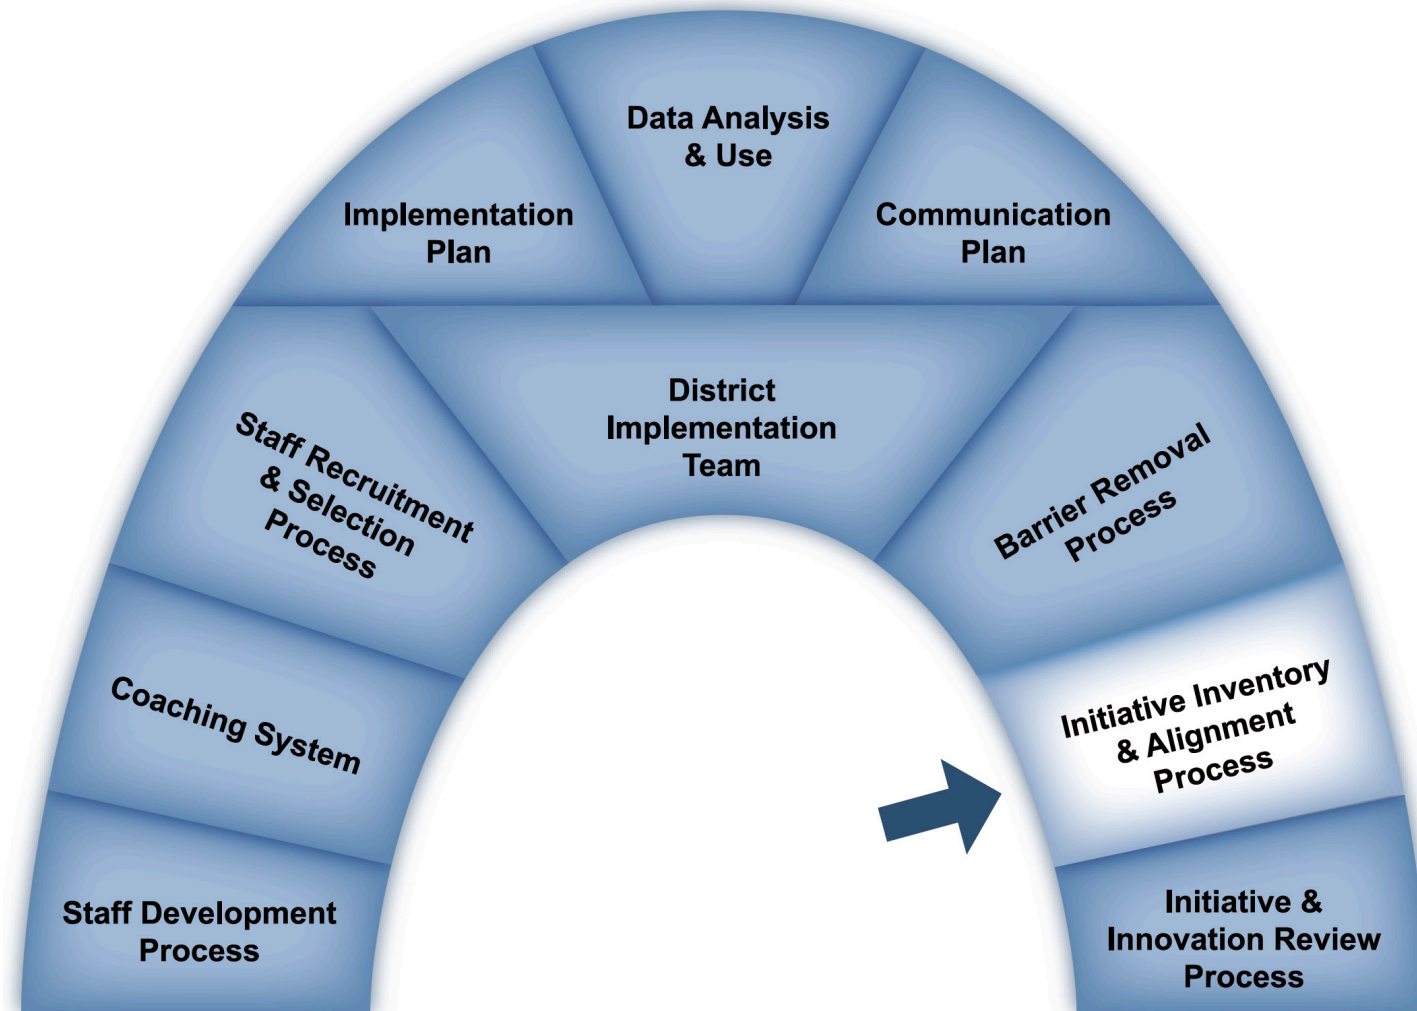 Data Analysis
& Use
Implementation
Plan
Communication
Plan
District
Implementation
Team
Staff Recruitment
& Selection
Process
Barrier Removal
Process
Coaching System
Initiative Inventory
& Alignment
Process
Staff Development
Process
Initiative &
Innovation Review
Process